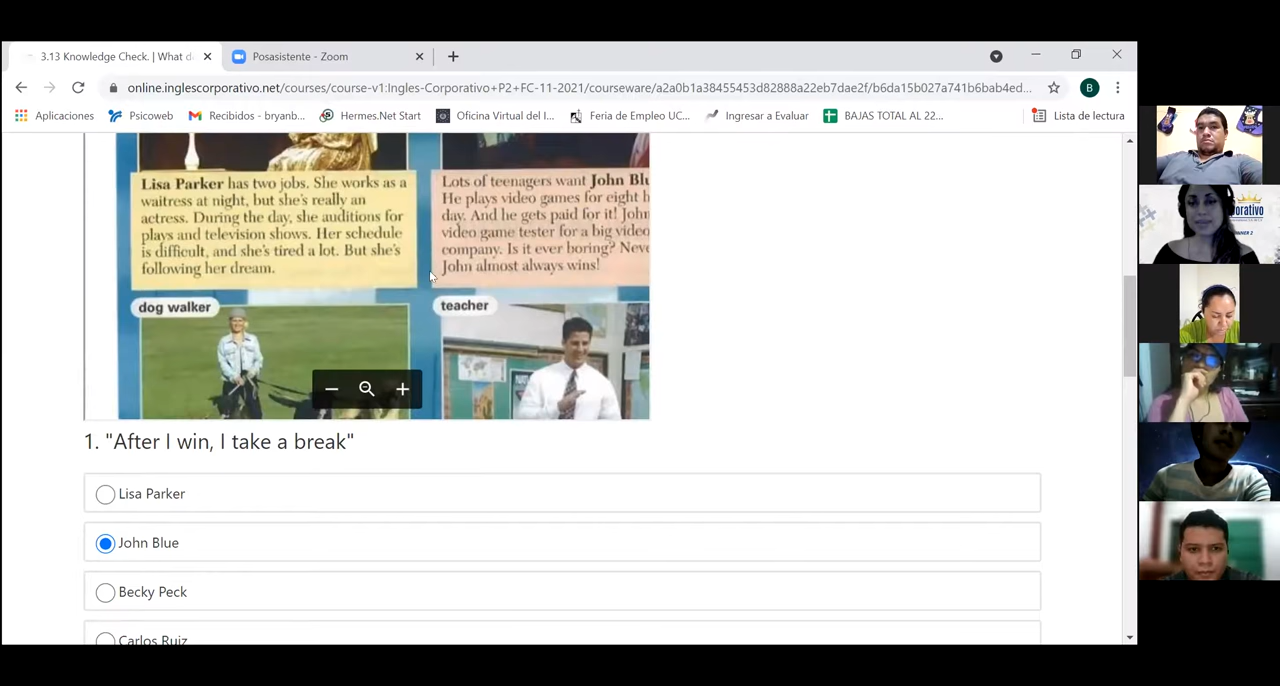 3.13 Knowledge Check. | What d
Posasistente - Zoom
online.inglescorporativo.net/courses/course-v1:Ingles-Corporativo+P2+FC-11-2021/courseware/a2a0b1a38455453d82888a22eb7dae2f/b6da15b027a741b6bab4ed...
B
Aplicaciones
Psicoweb
Recibidos - bryanb...
Hermes.Net Start
Oficina Virtual del I...
Feria de Empleo UC...
Ingresar a Evaluar
BAJAS TOTAL AL 22...
Lista de lectura
Lisa Parker has two jobs. She works as a
waitress at night, but she's really an
actress. During the day, she auditions for
plays and television shows. Her schedule
is difficult, and she's tired a lot. But she's
following her dream.
Lots of teenagers want John Blu
He plays video games for eight h
day. And he gets paid for it! John
video game tester for a big video
company. Is it ever boring? Neve
John almost always wins!
dog walker
teacher
1. "After I win, I take a break"
Lisa Parker
John Blue
Becky Peck
Carlos Ruiz
orativo